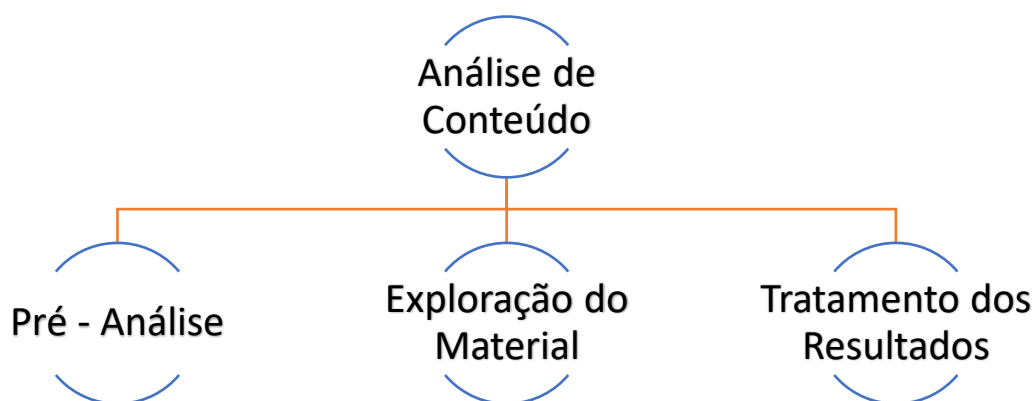 Análise de
Conteúdo
Pré - Análise
Exploração do
Material
Tratamento dos
Resultados